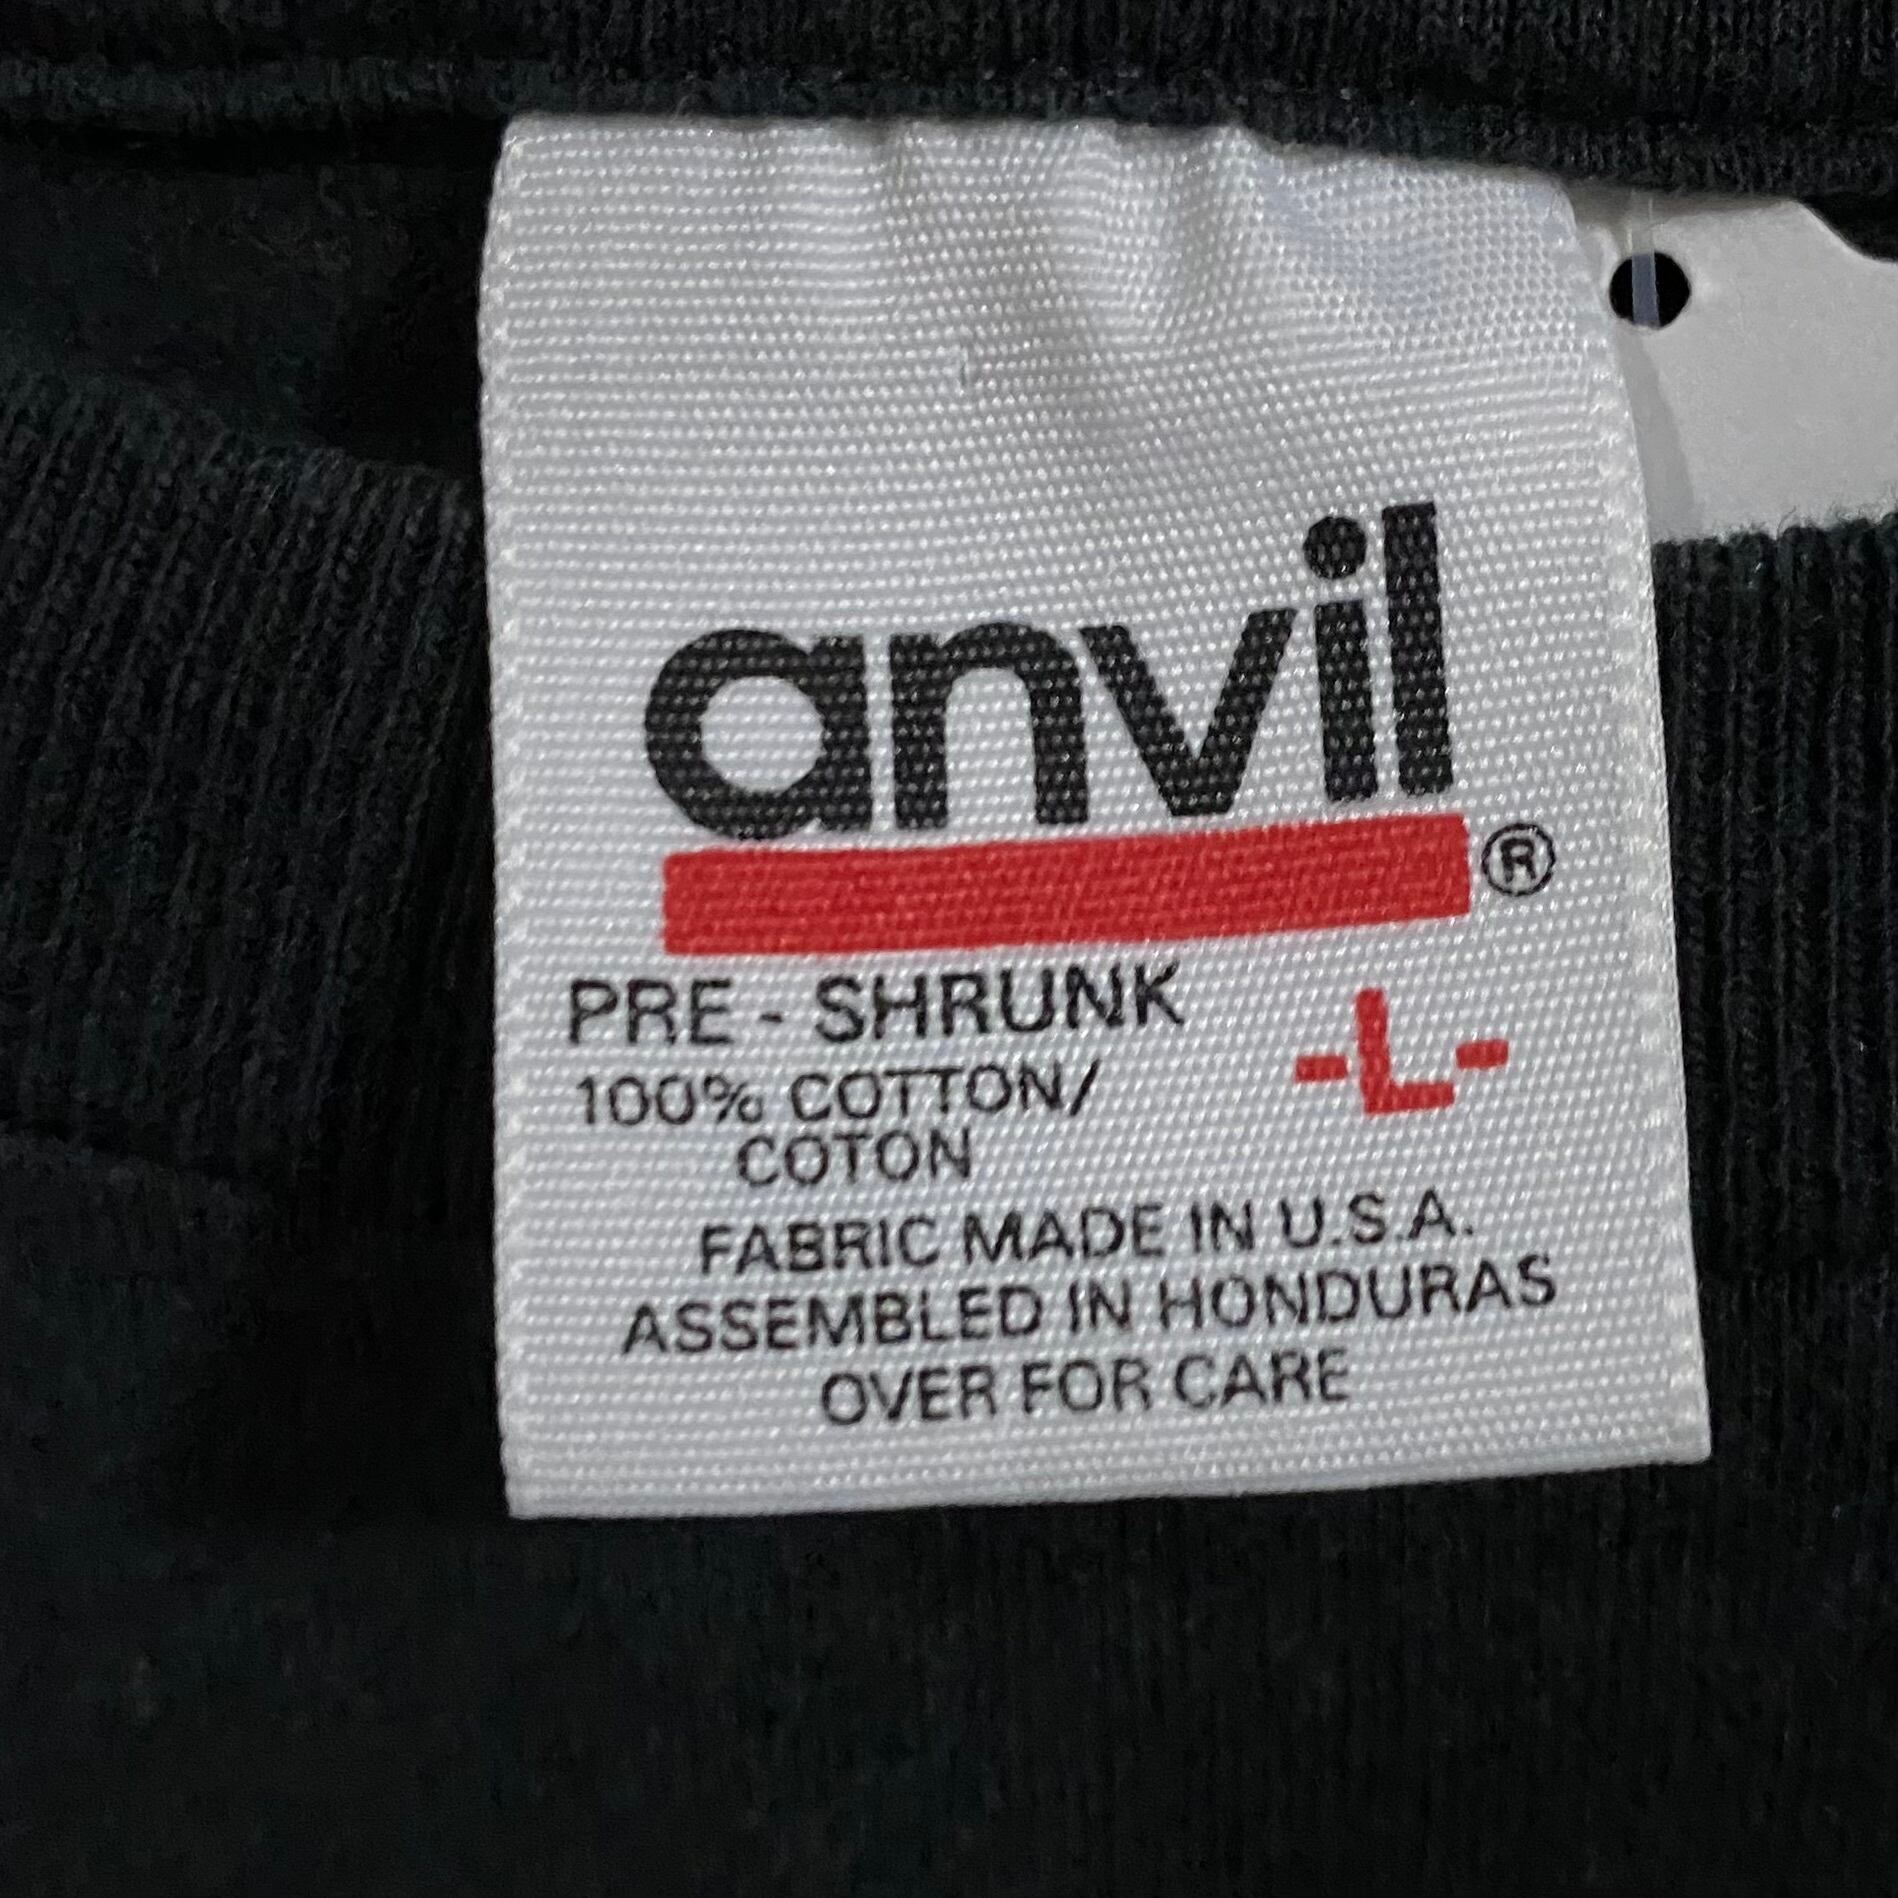 anvil®
PRE - SHRUNK
-L-
100% COTTON/
COTON
FABRIC MADE IN U.S.A.
ASSEMBLED IN HONDURAS
OVER FOR CARE